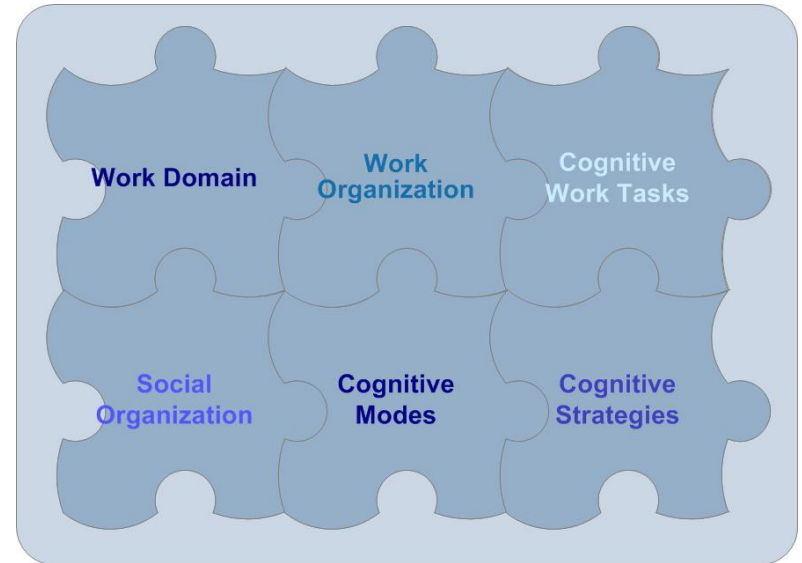 Work Domain
Work
Organization
Cognitive
Work Tasks
Social
Organization
Cognitive
Modes
Cognitive
Strategies